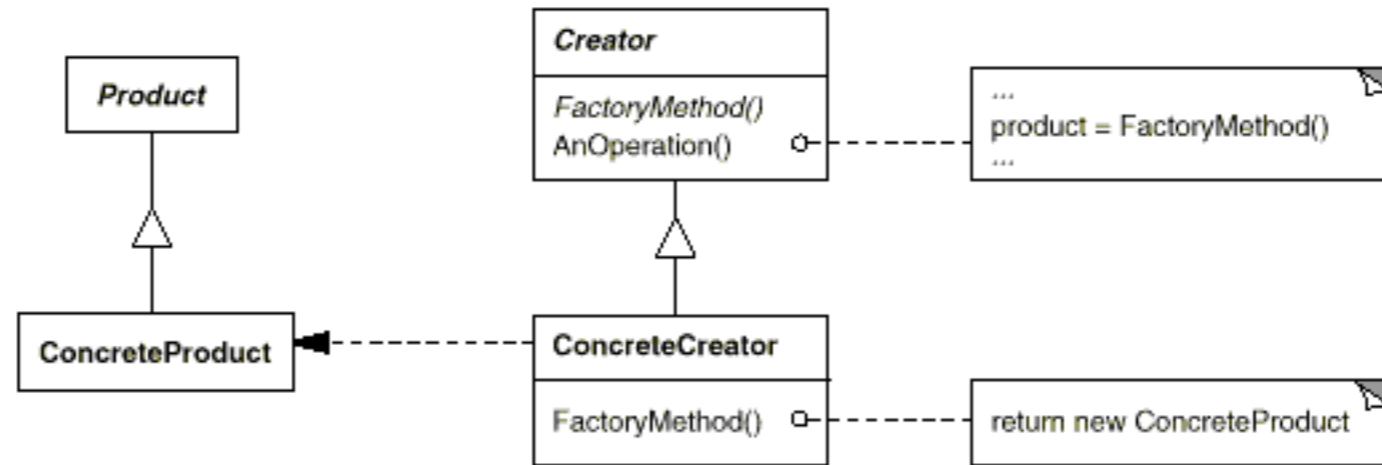 Product
ConcreteProduct
Creator
FactoryMethod()
AnOperation()
...
product = FactoryMethod()
...
ConcreteCreator
FactoryMethod()
return new ConcreteProduct